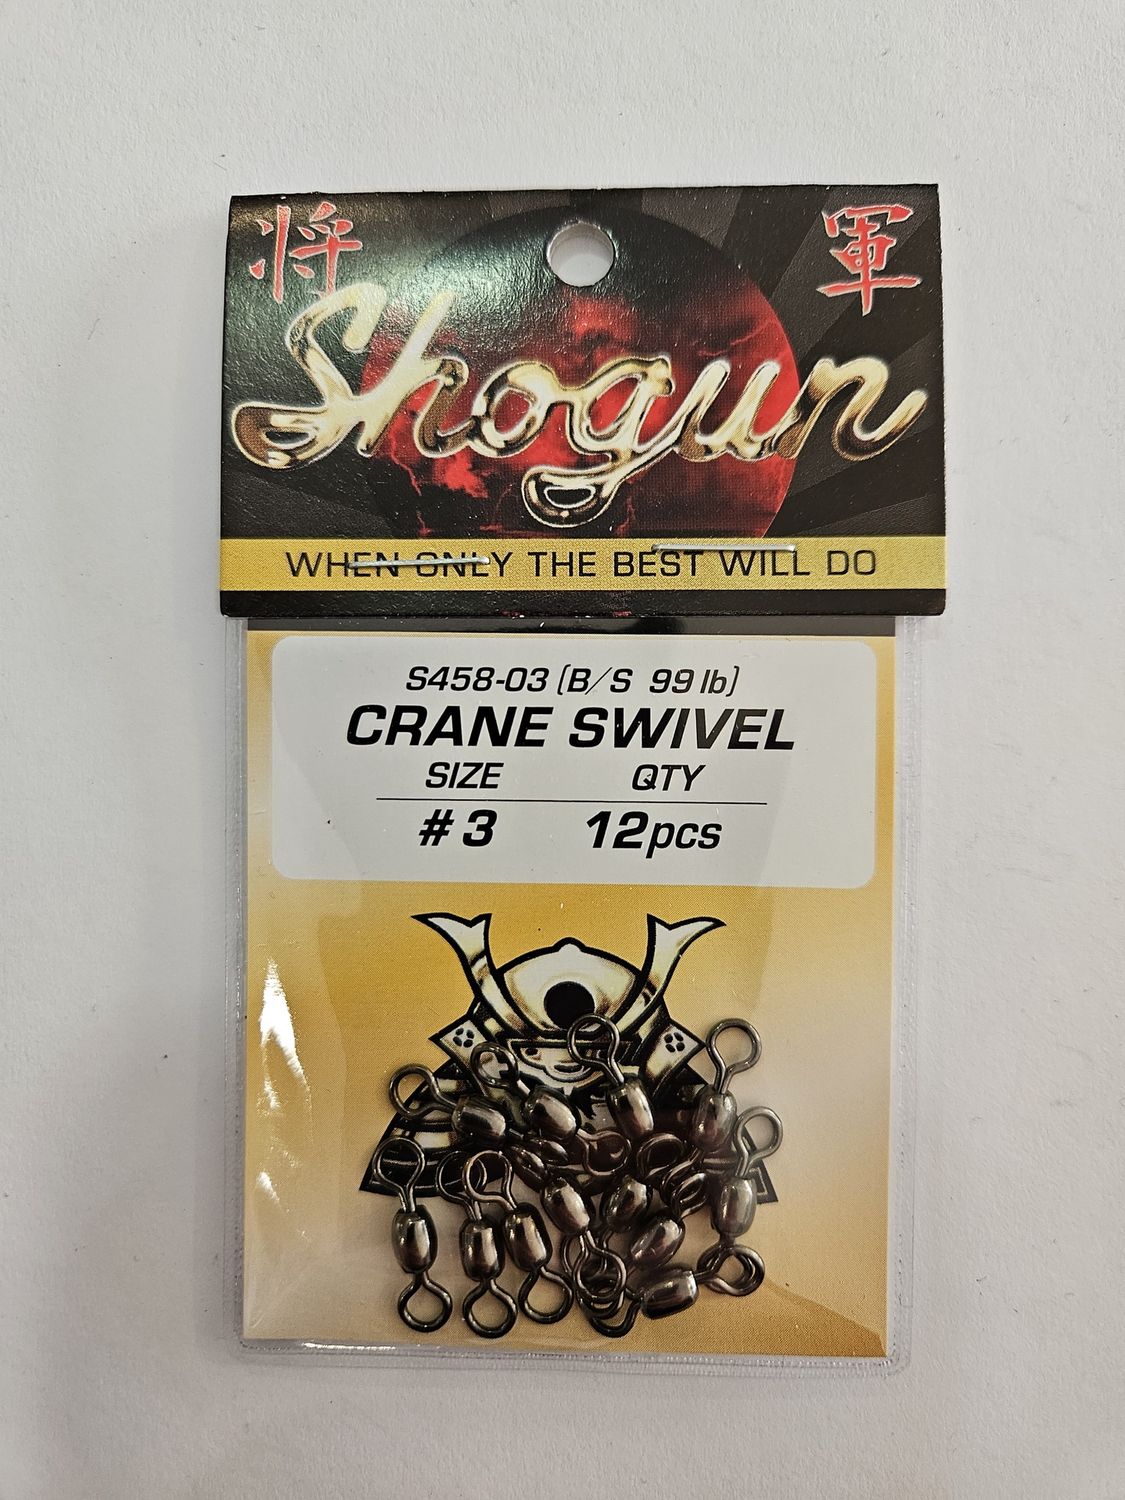 将 軍
Shogun
WHEN ONLY THE BEST WILL DO
S458-03 (B/S 99 lb)
CRANE SWIVEL
SIZE QTY
#3 12pcs